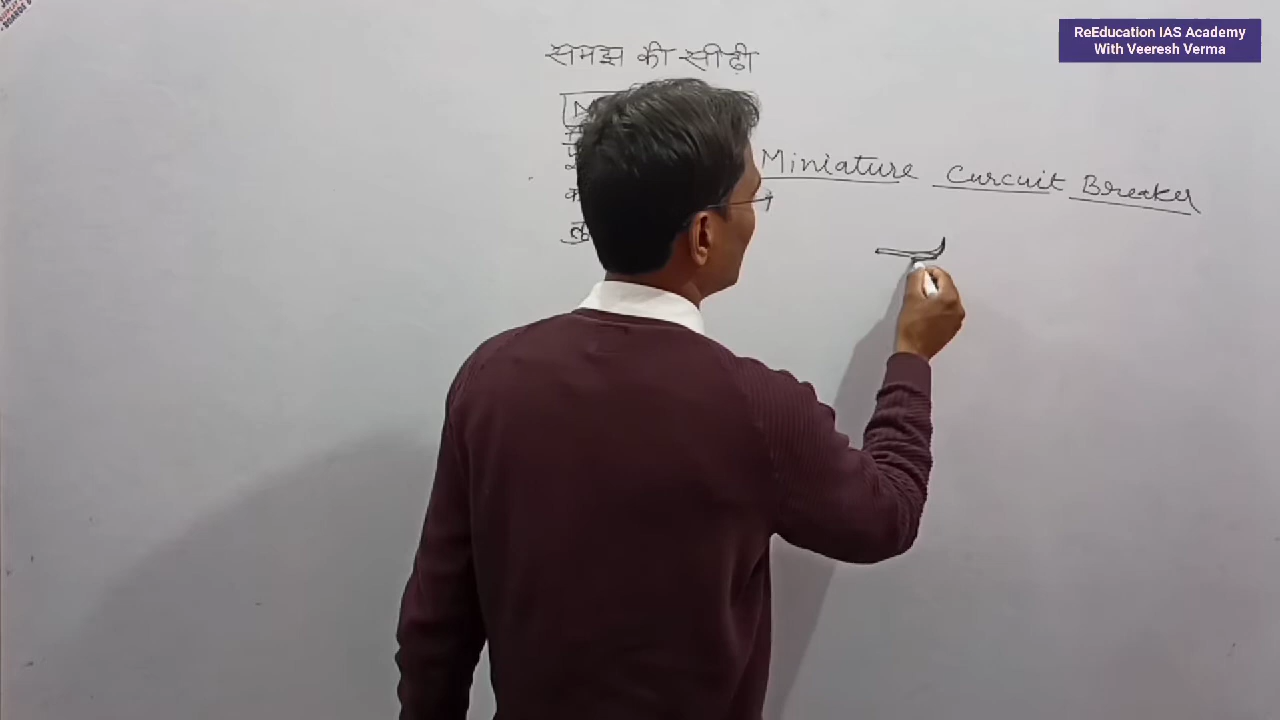 ReEducation IAS Academy
With Veeresh Verma
समझ की सीढ़ी
Miniature Curcuit Breaker